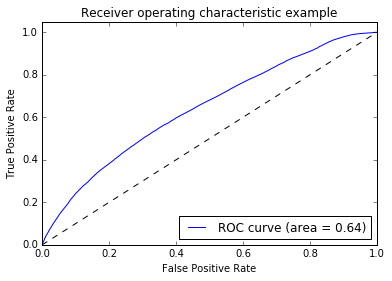 Receiver operating characteristic example
True Positive Rate
1.0
0.8
0.6
0.4
0.2
0.0
ROC curve (area = 0.64)
0.0 0.2 0.4 0.6 0.8 1.0
False Positive Rate